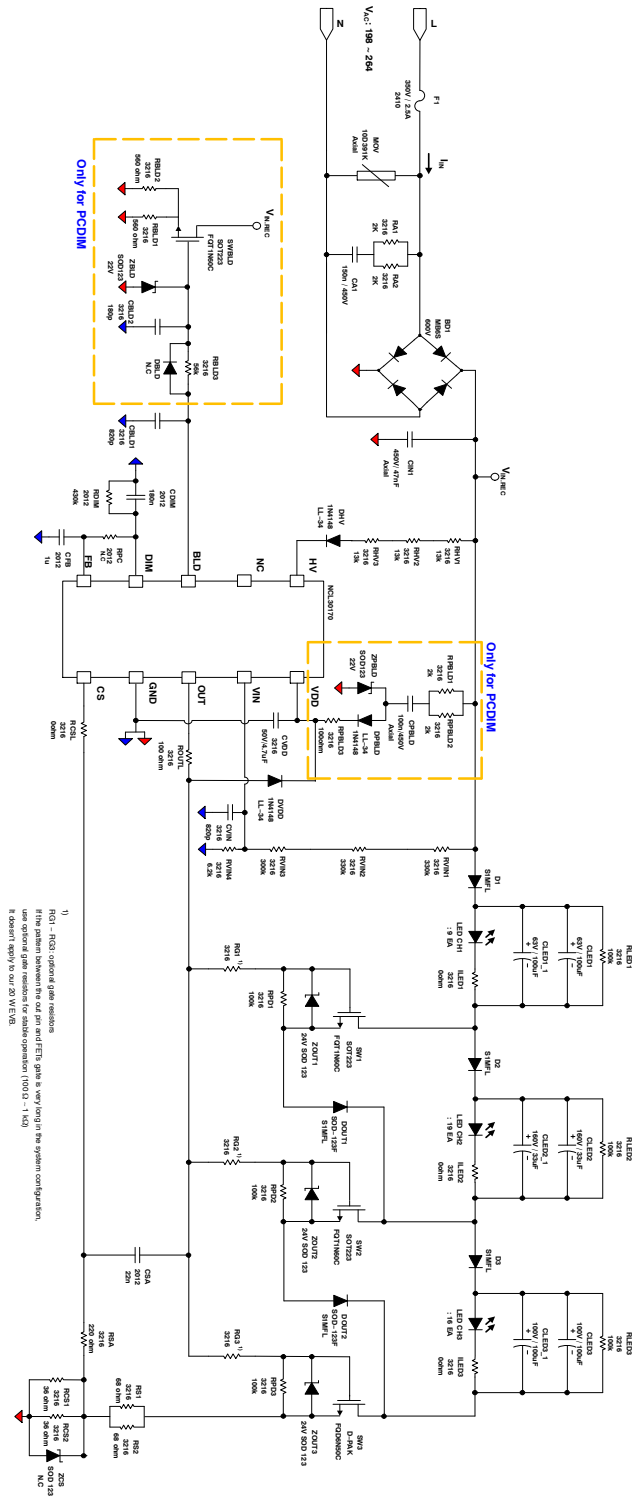 N
L
V AC : 198 ~ 264
F1
350V / 2.5A
2410
I IN
MOV
10D391K
Axial
RA1
3216
2K
RA2
3216
2K
CA1
150n / 450V
BD1
MB6S
600V
CIN1
450V/ 47nF
Axial
V IN.REC
Only for PCDIM
V IN.REC
SWBLD
SOT223
FQT1N60C
RBLD2
3216
560 ohm
RBLD1
3216
560 ohm
ZBLD
SOD123
22V
CBLD2
3216
180p
RBLD3
3216
56k
DBLD
N.C
CBLD1
3216
820p
CDIM
2012
180n
RDIM
2012
430k
RPC
2012
N.C
CFB
2012
1u
DHV
1N4148
LL-34
RHV3
3216
13k
RHV2
3216
13k
RHV1
3216
13k
NCL30170
HV
NC
BLD
DIM
FB
VDD
VIN
OUT
GND
CS
Only for PCDIM
RPBLD1
3216
2k
RPBLD2
3216
2k
CPBLD
100n/450V
Axial
ZPBLD
SOD123
22V
DPBLD
LL-34
1N4148
RPBLD3
3216
100ohm
CVDD
3216
50V/4.7uF
DVDD
1N4148
LL-34
ROUTL
3216
100 ohm
RCSL
3216
0ohm
CVIN
3216
820p
RVIN4
3216
6.2k
RVIN3
3216
300k
RVIN2
3216
330k
RVIN1
3216
330k
D1
S1MFL
RLED1
3216
100k
CLED1
63V / 100uF
CLED1_1
63V / 100uF
LED CH1
: 9 EA
ILED1
3216
0ohm
RG1 1)
3216
RPD1
3216
100k
SW1
SOT223
FQT1N60C
ZOUT1
24V SOD 123
DOUT1
SOD-123F
S1MFL
D2
S1MFL
RLED2
3216
100k
CLED2
160V / 33uF
CLED2_1
160V / 33uF
LED CH2
: 19 EA
ILED2
3216
0ohm
RG2 1)
3216
RPD2
3216
100k
SW2
SOT223
FQT1N60C
ZOUT2
24V SOD 123
DOUT2
SOD-123F
S1MFL
D3
S1MFL
RLED3
3216
100k
CLED3
100V / 100uF
CLED3_1
100V / 100uF
LED CH3
: 16 EA
ILED3
3216
0ohm
RG3 1)
3216
RPD3
3216
100k
SW3
D-PAK
FQD6N50C
ZOUT3
24V SOD 123
CSA
2012
22n
RSA
3216
220 ohm
RS1
3216
68 ohm
RS2
3216
68 ohm
RCS1
3216
36 ohm
RCS2
3216
36 ohm
ZCS
SOD 123
N.C
1)
RG1 ~ RG3: optional gate resistors
If the pattern between the out pin and FETs gate is very long in the system configuration,
use optional gate resistors for stable operation (100 Ω ~ 1 kΩ)
It doesn't apply to our 20 W EVB.